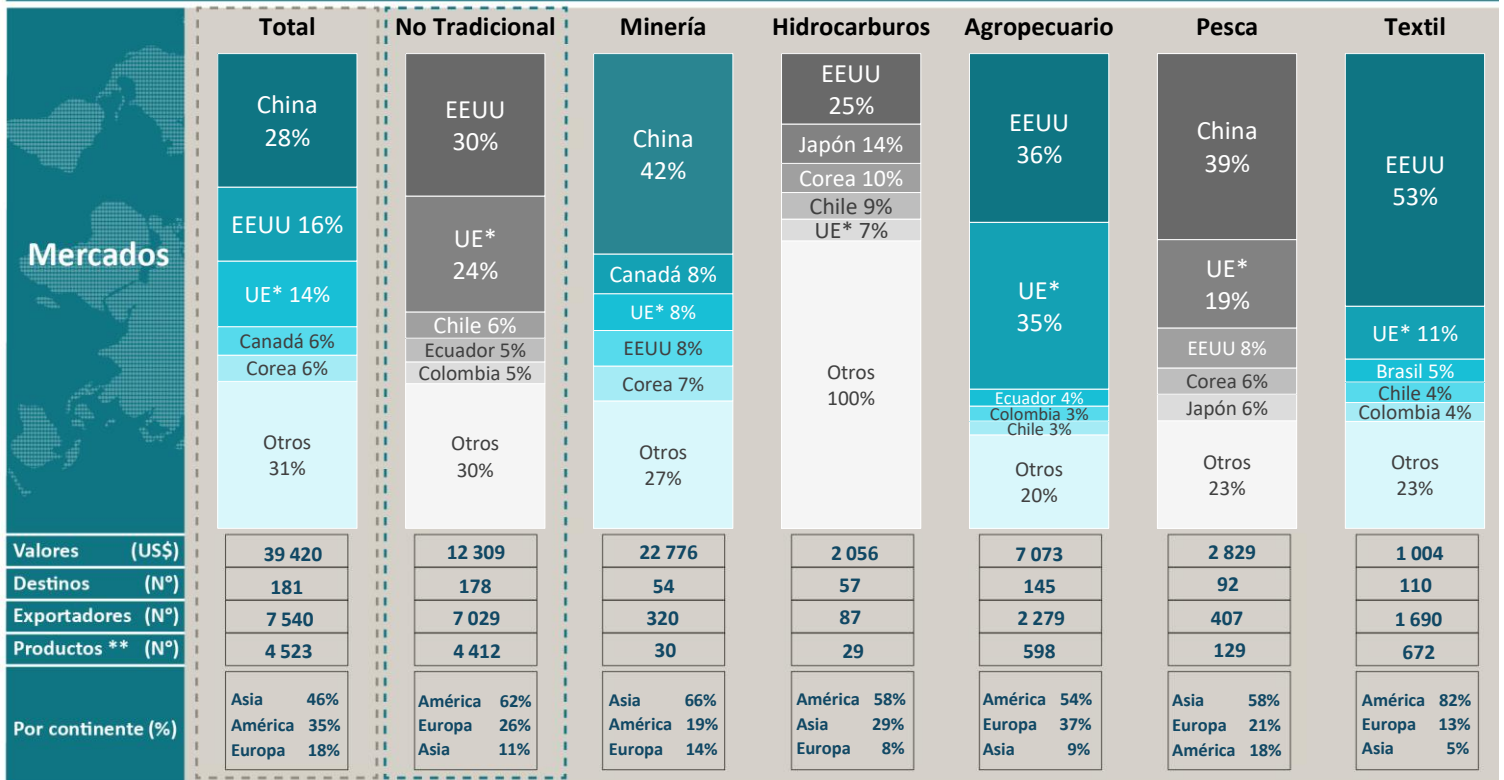 Total
No Tradicional
Minería
Hidrocarburos
Agropecuario
Pesca
Textil
Mercados
China
28%
EEUU 16%
UE* 14%
Canadá 6%
Corea 6%
Otros
31%
EEUU
30%
UE*
24%
Chile 6%
Ecuador 5%
Colombia 5%
Otros
30%
China
42%
Canadá 8%
UE* 8%
EEUU 8%
Corea 7%
Otros
27%
EEUU
25%
Japón 14%
Corea 10%
Chile 9%
UE* 7%
Otros
100%
EEUU
36%
UE*
35%
Ecuador 4%
Colombia 3%
Chile 3%
Otros
20%
China
39%
UE*
19%
EEUU 8%
Corea 6%
Japón 6%
Otros
23%
EEUU
53%
UE* 11%
Brasil 5%
Chile 4%
Colombia 4%
Otros
23%
Valores (US$) 39 420 12 309 22 776 2 056 7 073 2 829 1 004
Destinos (N°) 181 178 54 57 145 92 110
Exportadores (N°) 7 540 7 029 320 87 2 279 407 1 690
Productos ** (N°) 4 523 4 412 30 29 598 129 672
Por continente (%)
Asia 46%
América 35%
Europa 18%
América 62%
Europa 26%
Asia 11%
Asia 66%
América 19%
Europa 14%
América 58%
Asia 29%
Europa 8%
América 54%
Europa 37%
Asia 9%
Asia 58%
Europa 21%
América 18%
América 82%
Europa 13%
Asia 5%